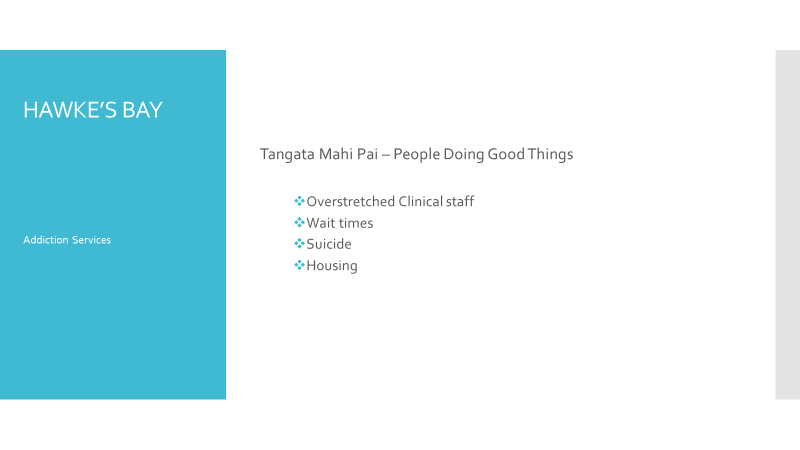 HAWKE’S BAY
Addiction Services
Tangata Mahi Pai – People Doing Good Things
❖Overstretched Clinical staff
❖Wait times
❖Suicide
❖Housing